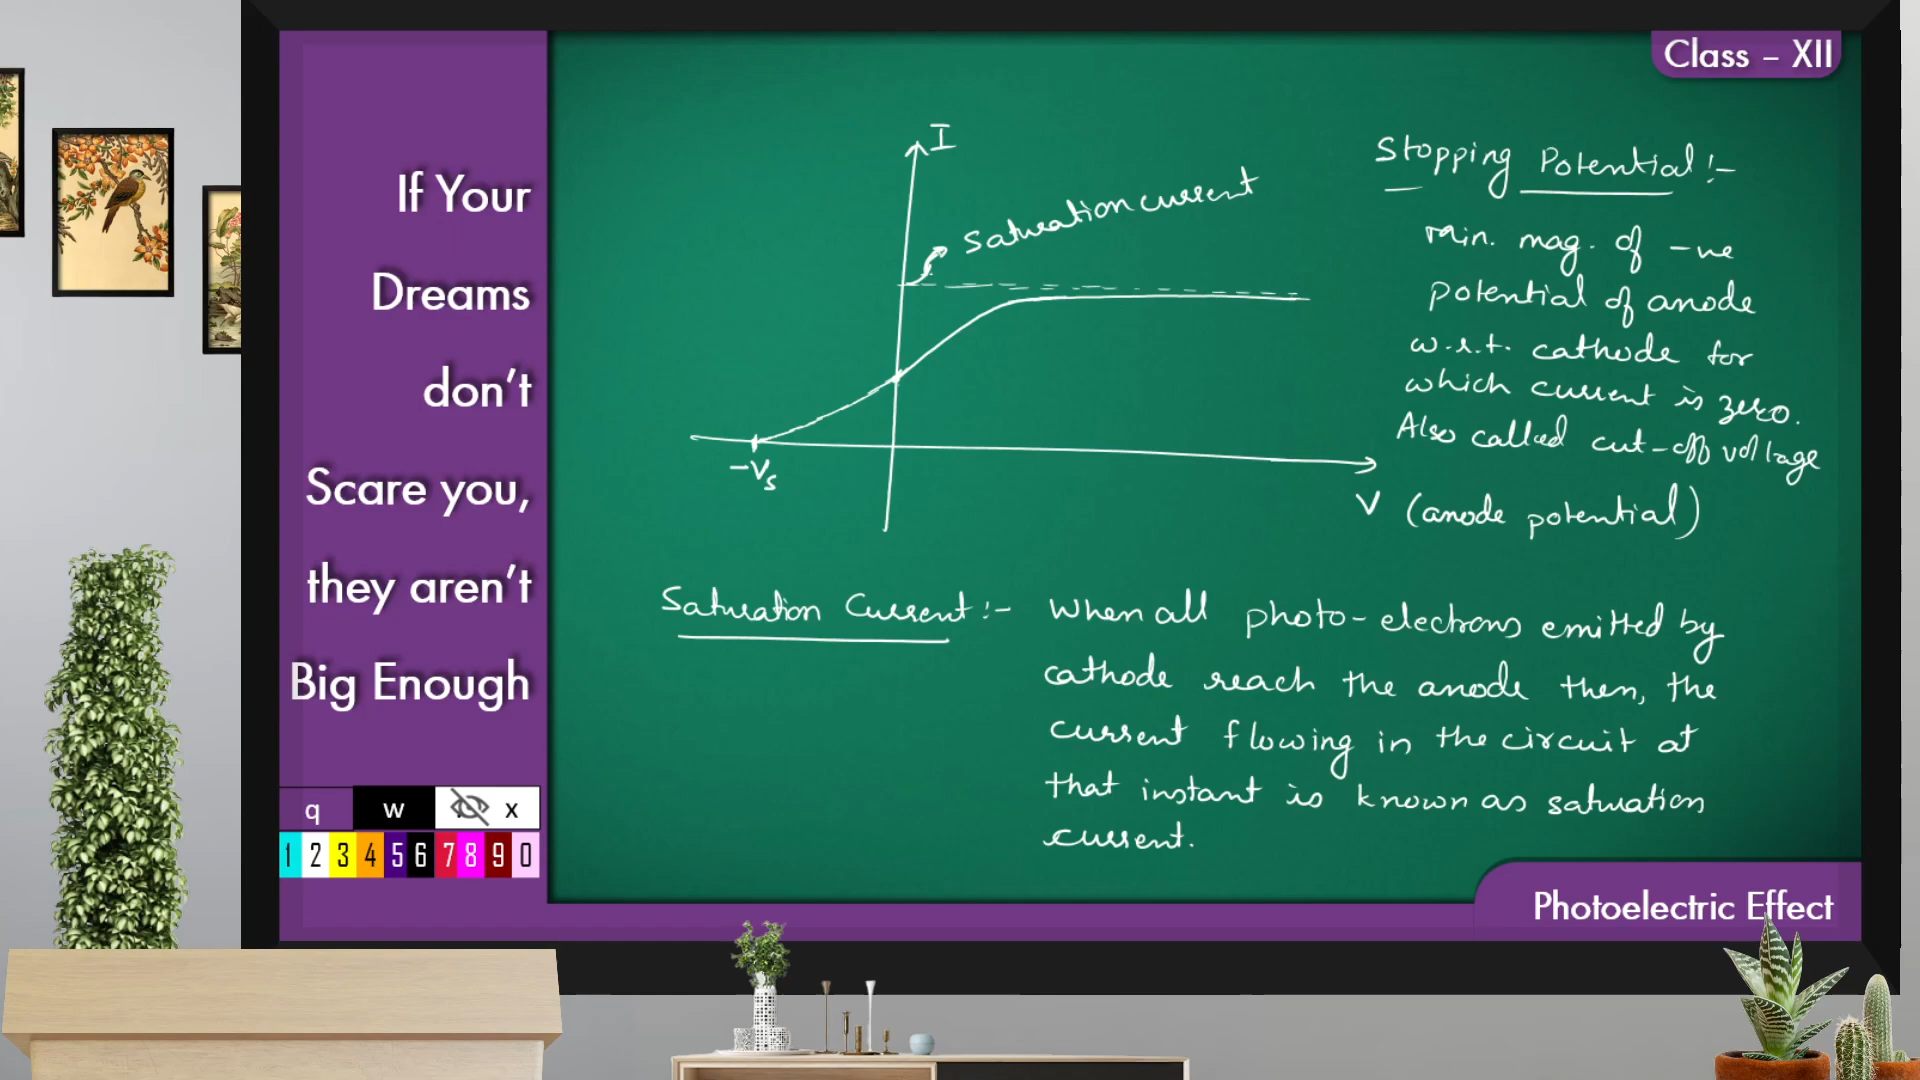 Class – XII
If Your
Dreams
don't
Scare you,
they aren't
Big Enough
q w x
1 2 3 4 5 6 7 8 9 0
I
Saturation current
-Vs
V (anode potential)
Stopping Potential :-
min. mag. of -ve
potential of anode
w.r.t. cathode for
which current is zero.
Also called cut-off voltage
Saturation Current :- When all photo-electrons emitted by
cathode reach the anode then, the
current flowing in the circuit at
that instant is known as saturation
current.
Photoelectric Effect